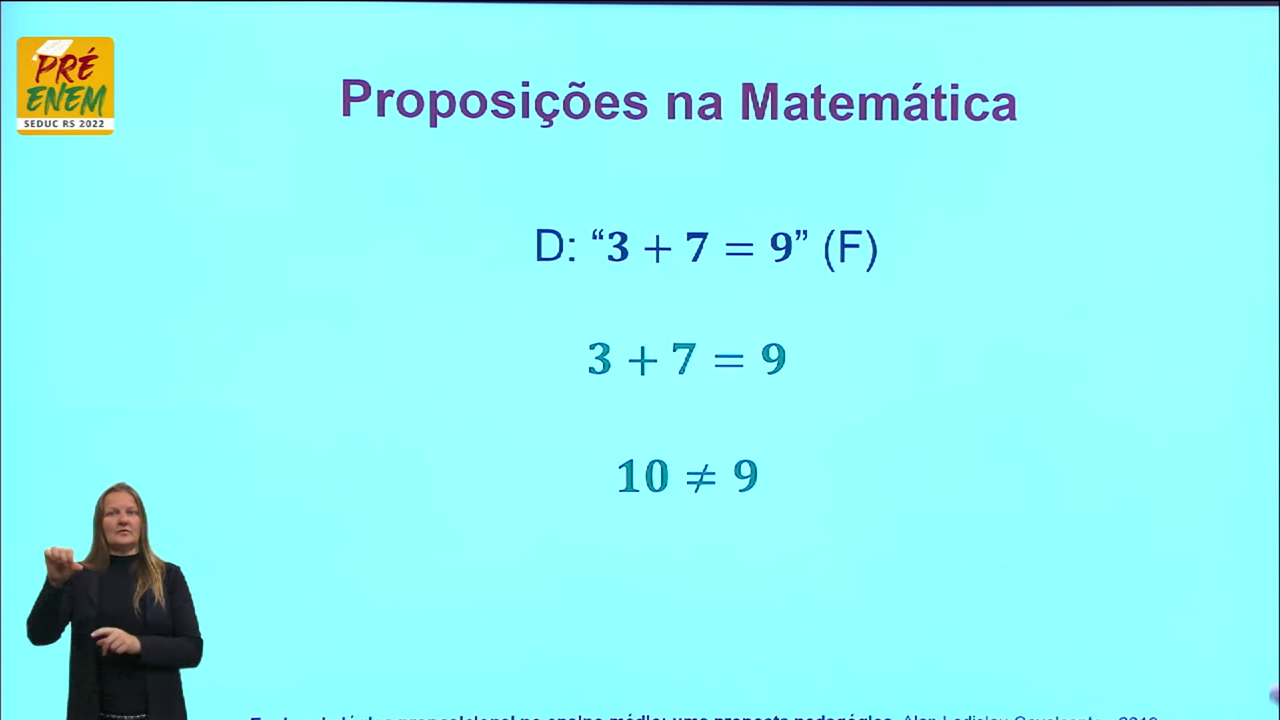 PRÉ
ENEM
SEDUC RS 2022
Proposições na Matemática
D: “3 + 7 = 9” (F)
3 + 7 = 9
10 ≠ 9